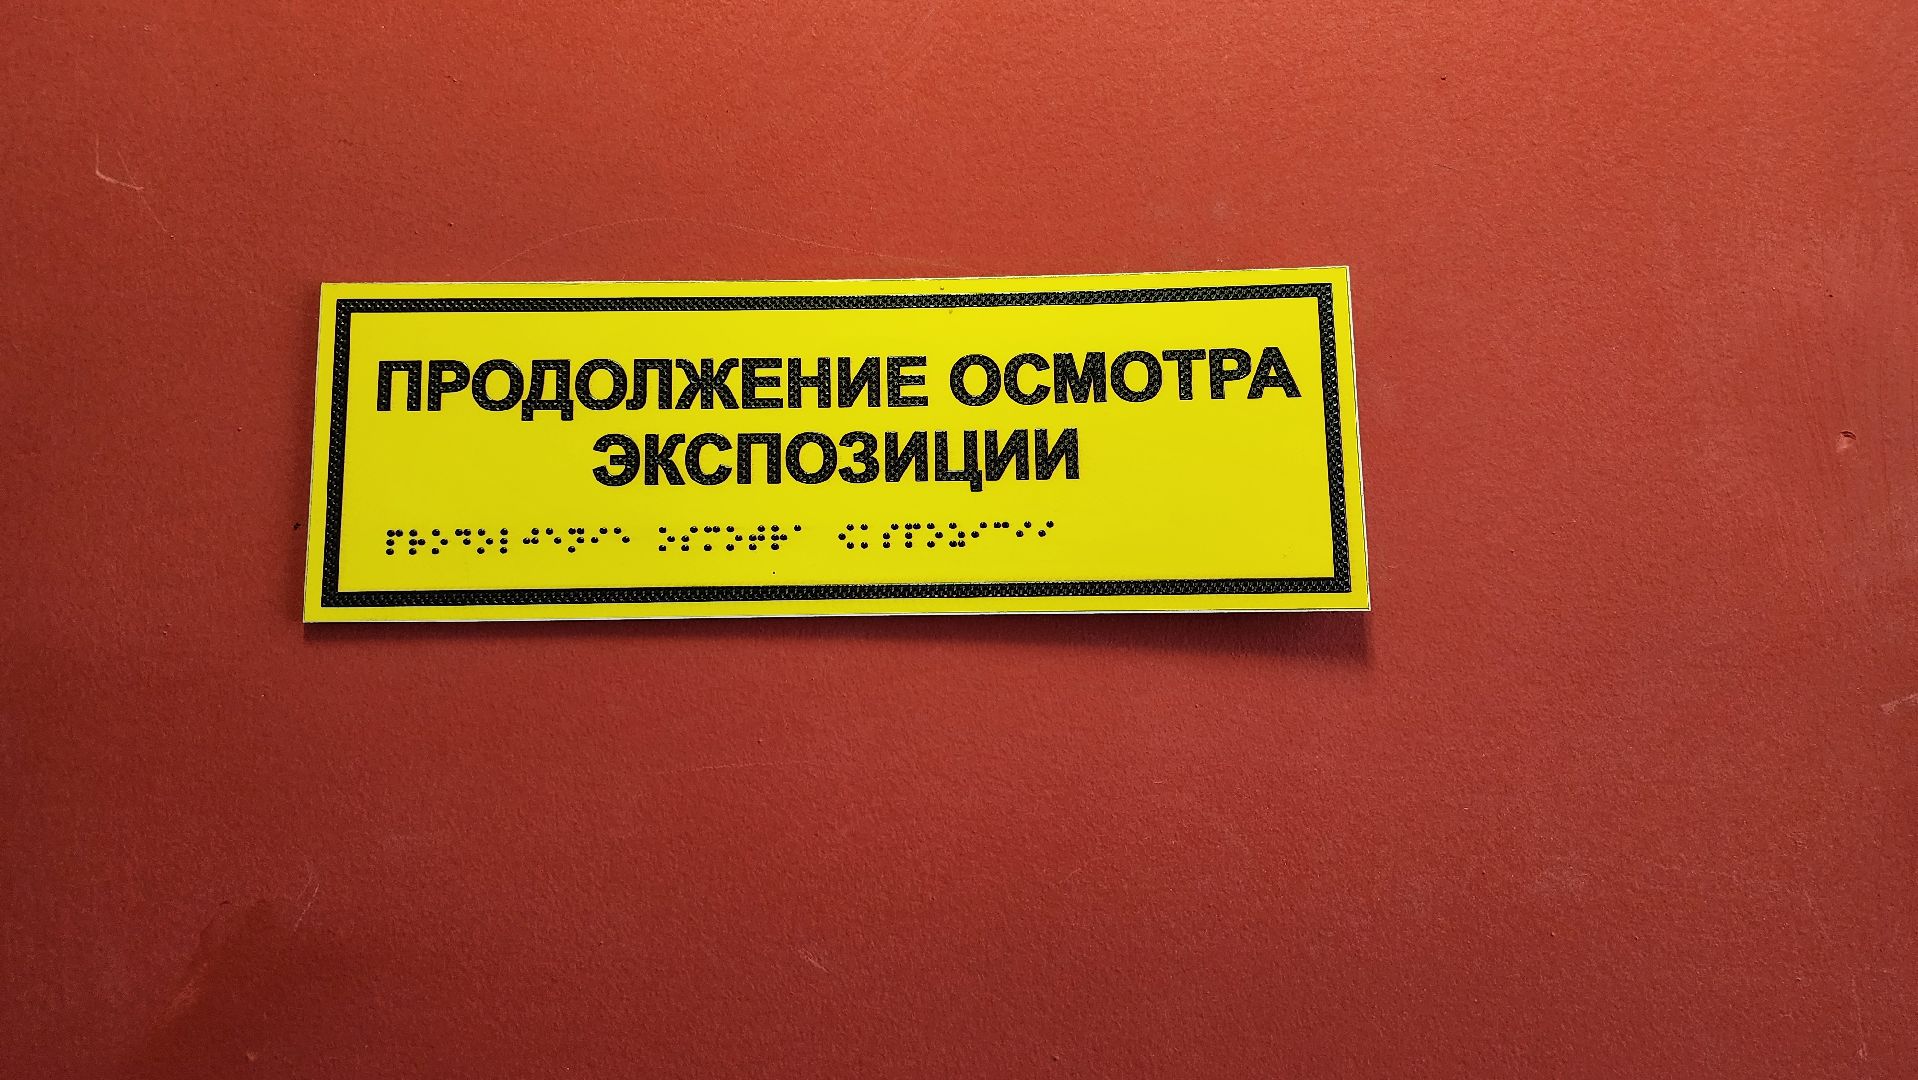 ПРОДОЛЖЕНИЕ ОСМОТРА
ЭКСПОЗИЦИИ
⠏⠗⠕⠙⠕⠇⠚⠑⠝⠊⠑ ⠕⠎⠍⠕⠞⠗⠁ ⠪⠅⠎⠏⠕⠵⠊⠉⠊⠊